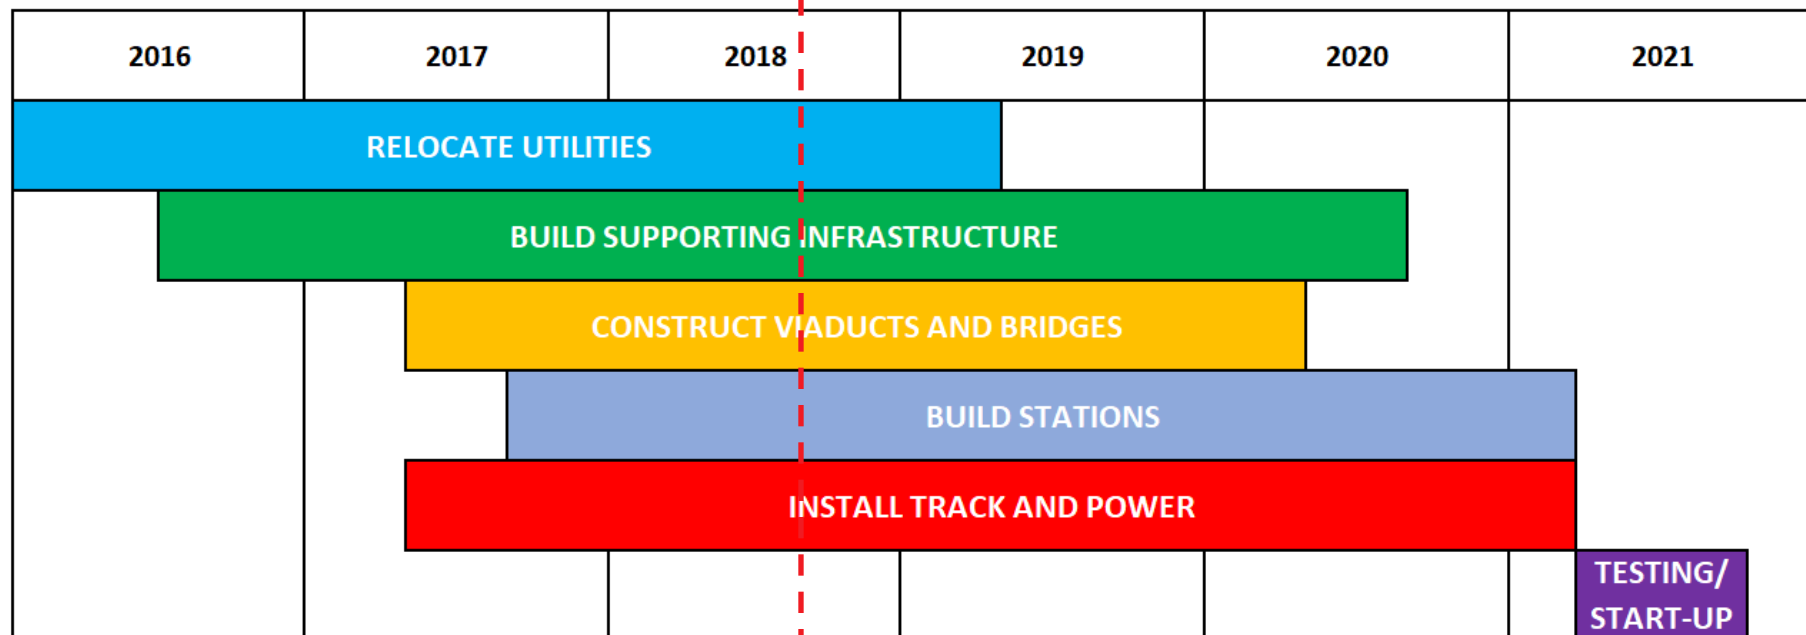 2016 2017 2018 2019 2020 2021
RELOCATE UTILITIES
BUILD SUPPORTING INFRASTRUCTURE
CONSTRUCT VIADUCTS AND BRIDGES
BUILD STATIONS
INSTALL TRACK AND POWER
TESTING/
START-UP